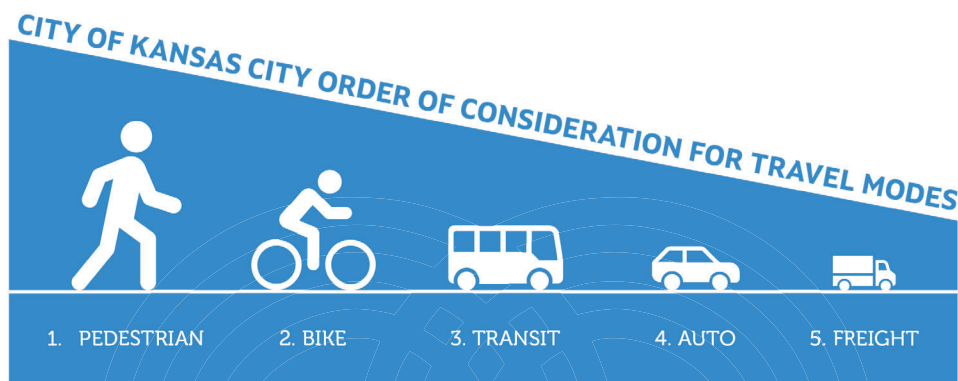 CITY OF KANSAS CITY ORDER OF CONSIDERATION FOR TRAVEL MODES
1. PEDESTRIAN
2. BIKE
3. TRANSIT
4. AUTO
5. FREIGHT